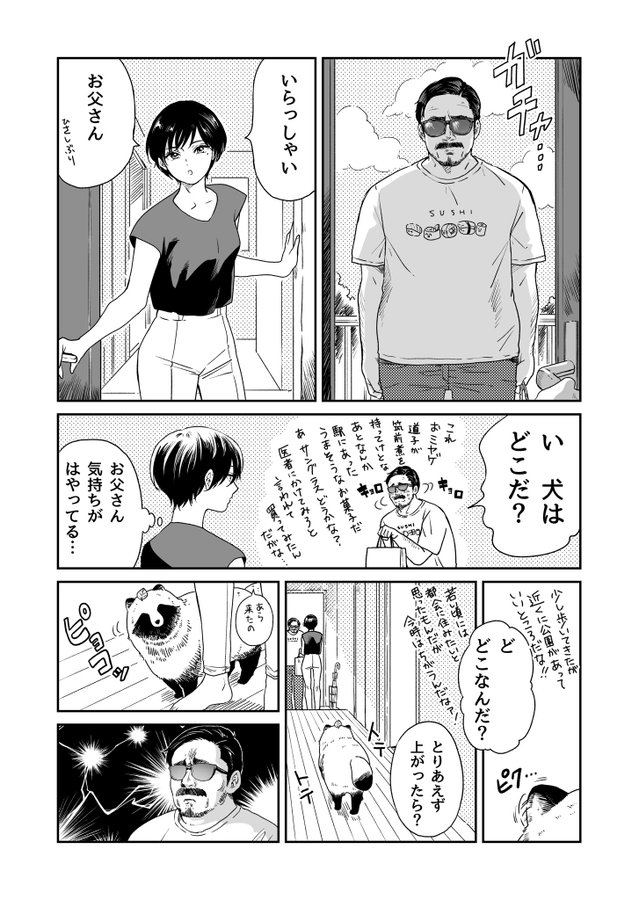 ガチャ…
SUSHI
いらっしゃい
お父さん
ひさしぶり
い 犬は
どこだ?
これ
おミヤゲ
道子が
筑前煮を
持ってけとな
あとなんか
駅にあった
うまそうなお菓子だ
あ サングラスどうかな?
医者にかけてみろと
言われて
買ってみたん
だがな…
キョロ
キョロ
SUSHI
お父さん
気持ちが
はやってる…
少し歩いてきたが
近くに公園があって
いいところだな!!
ど
どこなんだ?
ピク…
若い頃には
都会に住みたいと
思ったもんだが
今時はちがうんだな?!
とりあえず
上がったら?
トテ
トテ
あら
来たの
ピョコッ